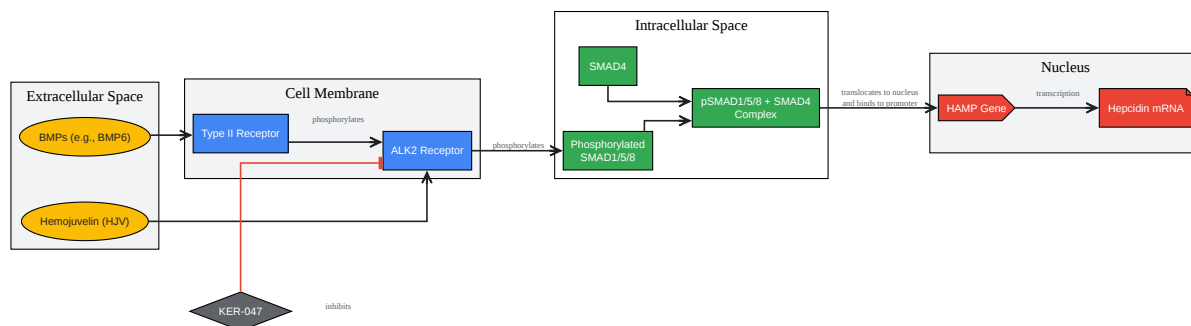 Extracellular Space
BMPs (e.g., BMP6)
Hemojuvelin (HJV)
Cell Membrane
Type II Receptor
phosphorylates
ALK2 Receptor
KER-047
inhibits
phosphorylates
Intracellular Space
SMAD4
Phosphorylated
SMAD1/5/8
pSMAD1/5/8 + SMAD4
Complex
translocates to nucleus
and binds to promoter
Nucleus
HAMP Gene
transcription
Hepcidin mRNA